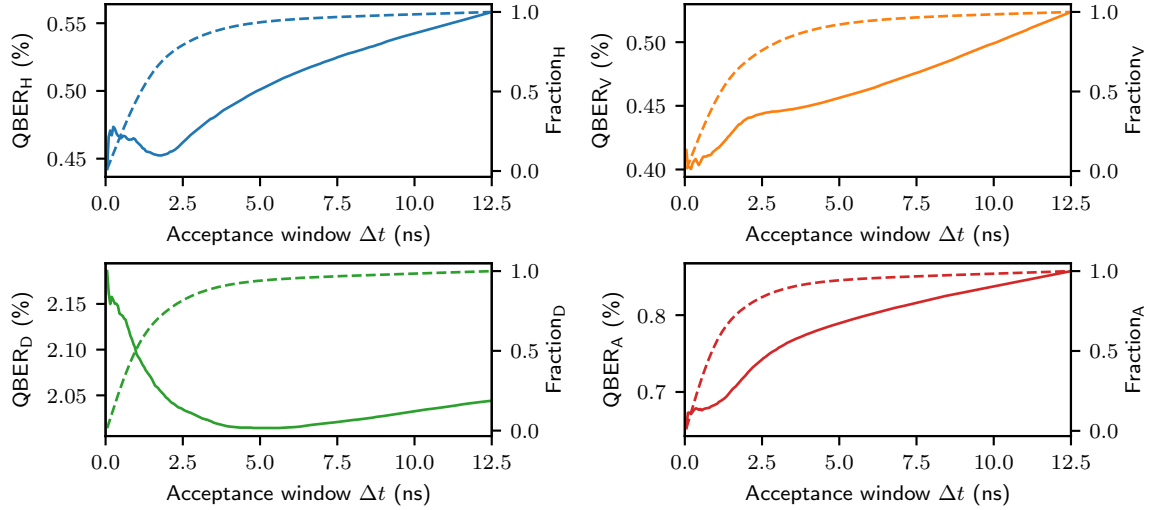 QBER_H (%)
0.55
0.50
0.45
1.0
0.5
0.0
Fraction_H
0.0 2.5 5.0 7.5 10.0 12.5
Acceptance window Δt (ns)
QBER_V (%)
0.50
0.45
0.40
1.0
0.5
0.0
Fraction_V
0.0 2.5 5.0 7.5 10.0 12.5
Acceptance window Δt (ns)
QBER_D (%)
2.15
2.10
2.05
1.0
0.5
0.0
Fraction_D
0.0 2.5 5.0 7.5 10.0 12.5
Acceptance window Δt (ns)
QBER_A (%)
0.8
0.7
1.0
0.5
0.0
Fraction_A
0.0 2.5 5.0 7.5 10.0 12.5
Acceptance window Δt (ns)